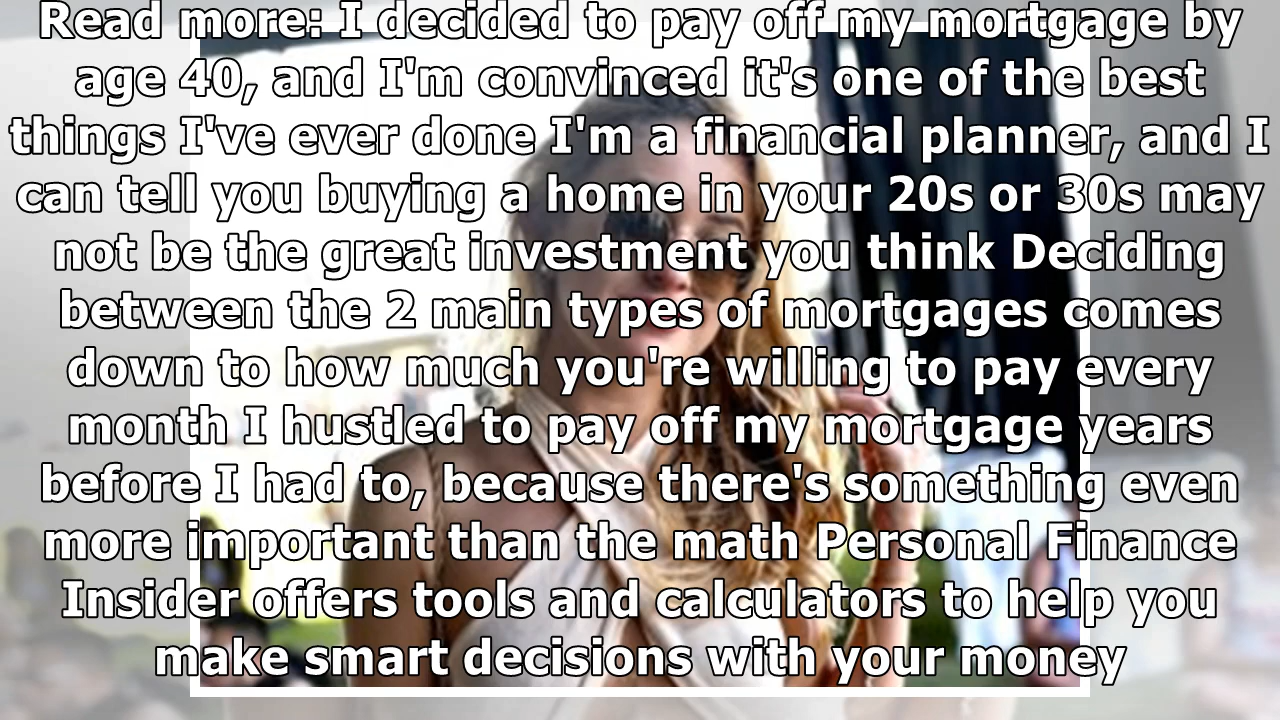 Read more: I decided to pay off my mortgage by
age 40, and I'm convinced it's one of the best
things I've ever done I'm a financial planner, and I
can tell you buying a home in your 20s or 30s may
not be the great investment you think Deciding
between the 2 main types of mortgages comes
down to how much you're willing to pay every
month I hustled to pay off my mortgage years
before I had to, because there's something even
more important than the math Personal Finance
Insider offers tools and calculators to help you
make smart decisions with your money